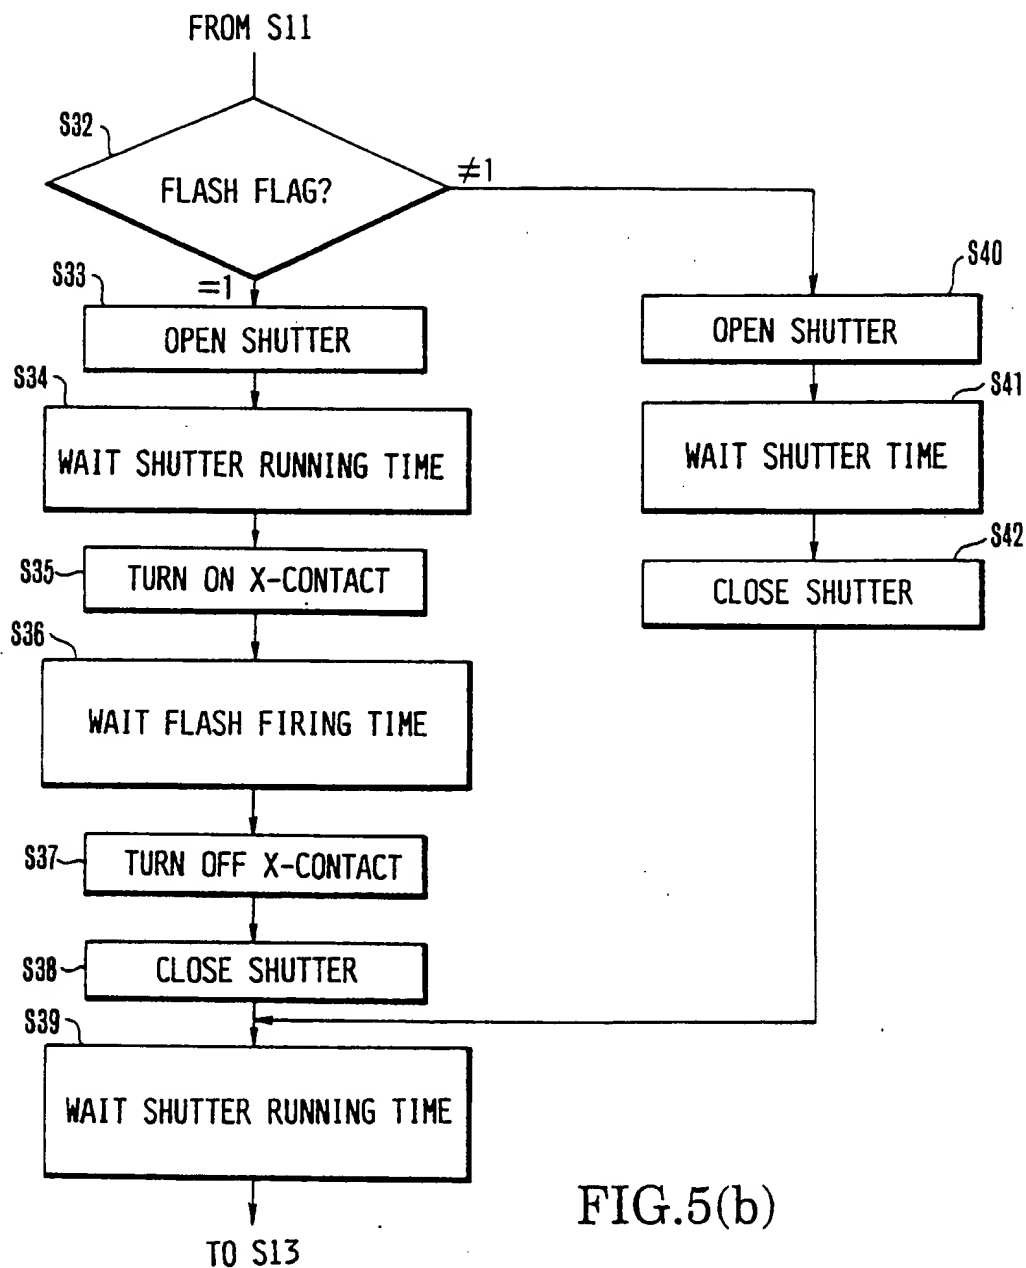 FROM S11
S32
FLASH FLAG?
≠1
=1
S33
OPEN SHUTTER
S34
WAIT SHUTTER RUNNING TIME
S35
TURN ON X-CONTACT
S36
WAIT FLASH FIRING TIME
S37
TURN OFF X-CONTACT
S38
CLOSE SHUTTER
S39
WAIT SHUTTER RUNNING TIME
TO S13
S40
OPEN SHUTTER
S41
WAIT SHUTTER TIME
S42
CLOSE SHUTTER
FIG.5(b)